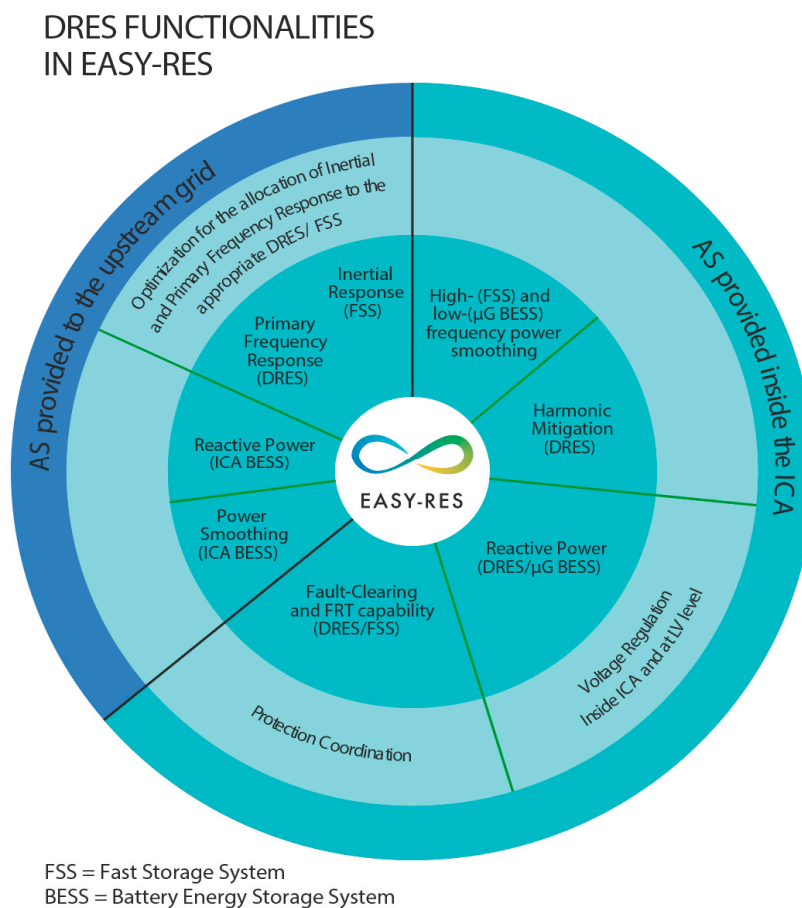 DRES FUNCTIONALITIES
IN EASY-RES
AS provided to the upstream grid
AS provided inside the ICA
Optimization for the allocation of Inertial
and Primary Frequency Response to the
appropriate DRES/ FSS
Inertial
Response
(FSS)
High- (FSS) and
low-(µG BESS)
frequency power
smoothing
Primary
Frequency
Response
(DRES)
Harmonic
Mitigation
(DRES)
Reactive Power
(ICA BESS)
EASY-RES
Power
Smoothing
(ICA BESS)
Reactive Power
(DRES/µG BESS)
Fault-Clearing
and FRT capability
(DRES/FSS)
Voltage Regulation
Inside ICA and at LV level
Protection Coordination
FSS = Fast Storage System
BESS = Battery Energy Storage System